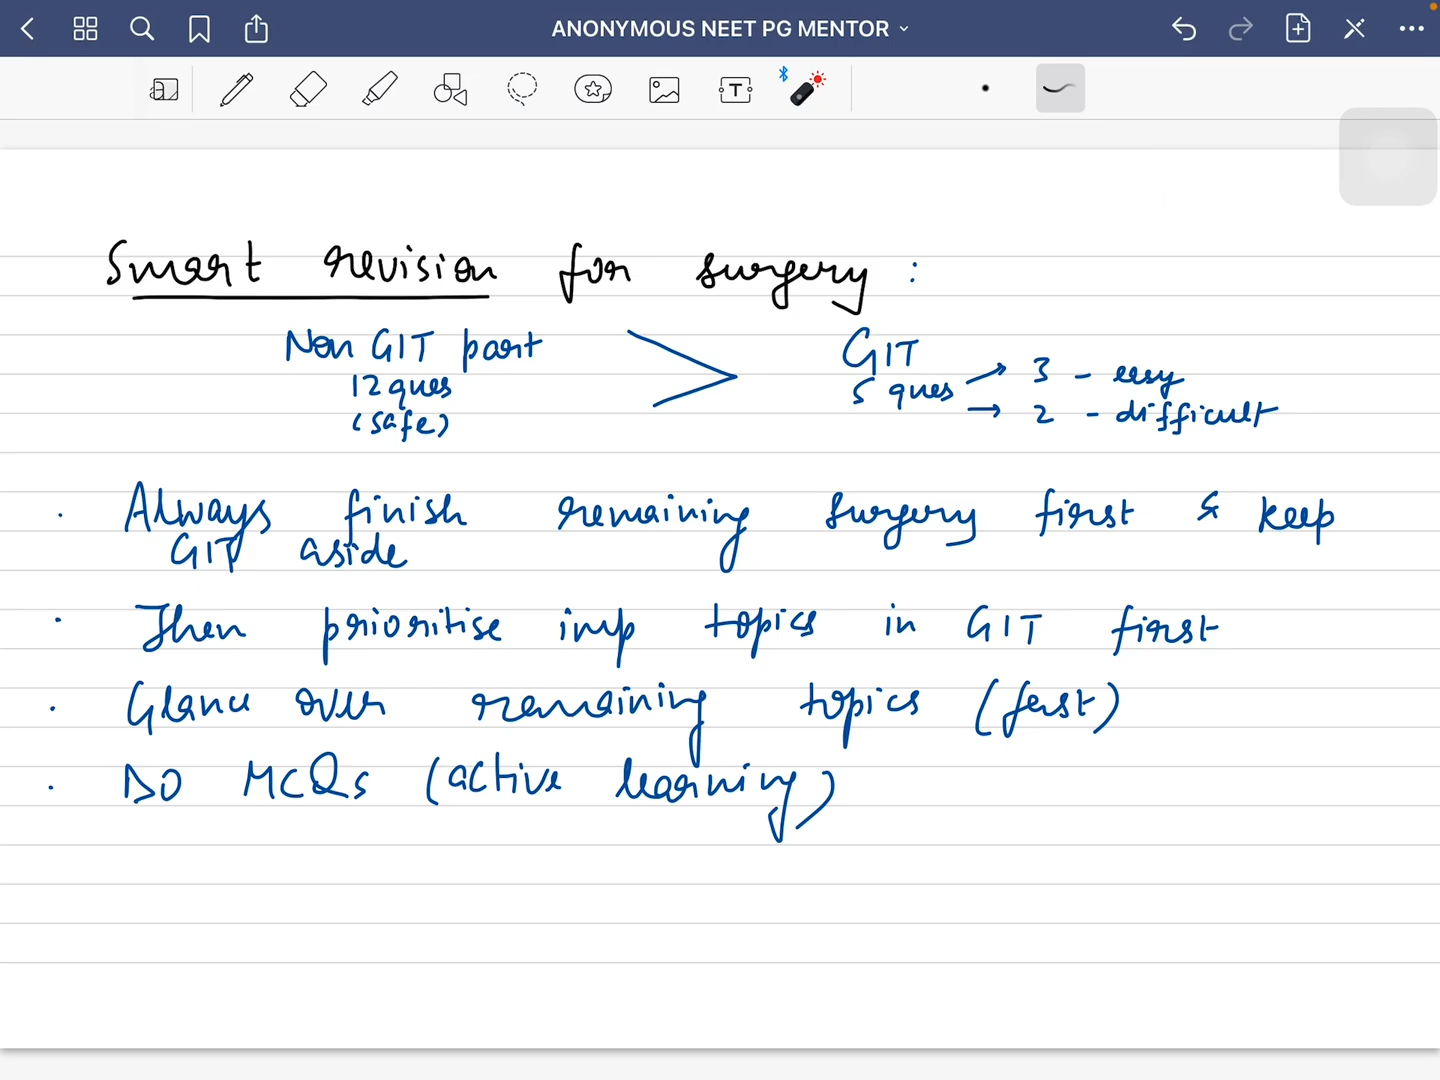 ANONYMOUS NEET PG MENTOR
Smart revision for surgery :
Non GIT part > GIT
12 ques
(safe)
5 ques → 3 - easy
→ 2 - difficult
· Always finish remaining surgery first & keep
GIT aside
· Then prioritise imp topics in GIT first
· Glance over remaining topics (fast)
· DO MCQs (active learning)